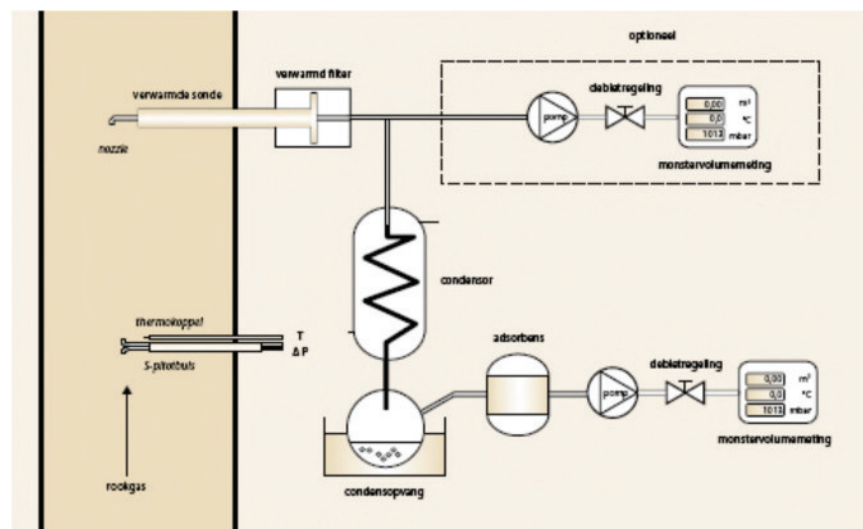 optioneel
verwarmd filter
verwarmde sonde
debietregeling
pomp
0,00 m³
0,0 °C
1013 mbar
nozzle
monstervolumemeting
condensor
thermokoppel
T
ΔP
S-pitotbuis
adsorbens
debietregeling
pomp
0,00 m³
0,0 °C
1013 mbar
monstervolumemeting
rookgas
condensopvang